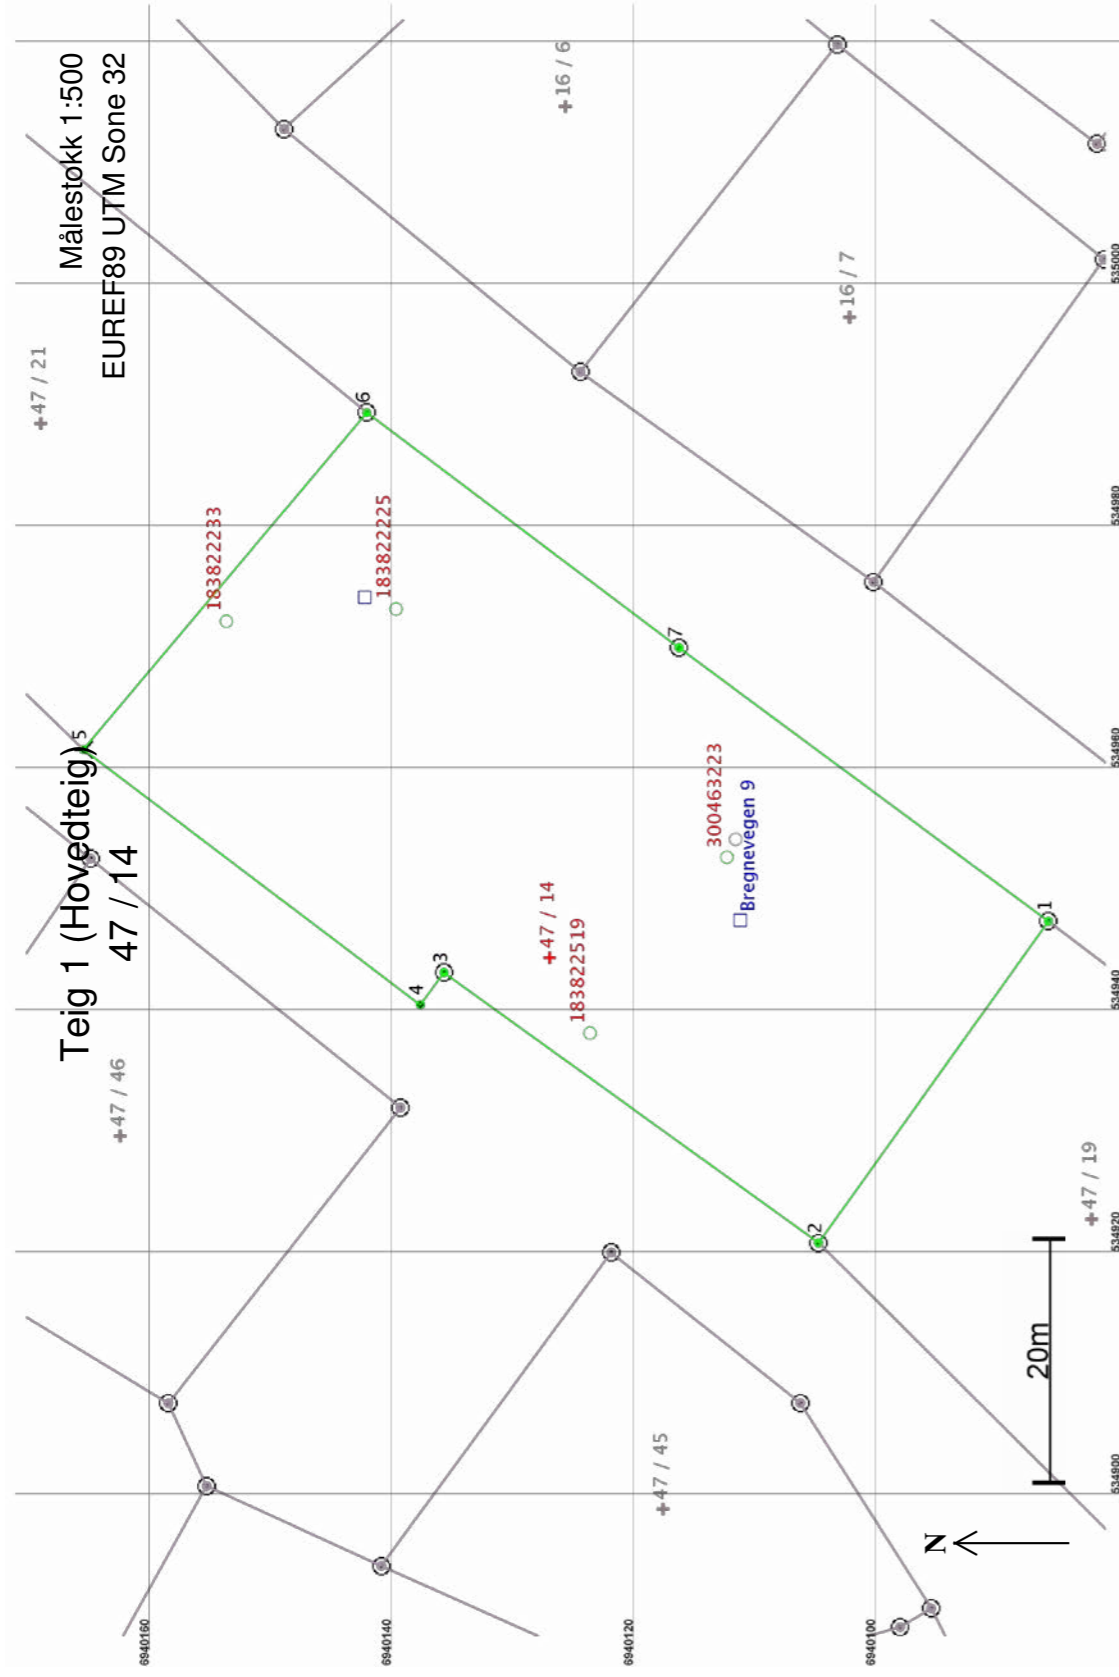 Teig 1 (Hovedteig)
47 / 14
Målestokk 1:500
EUREF89 UTM Sone 32
6940160
6940140
6940120
6940100
+47 / 46
+47 / 21
+16 / 6
5
183822233
6
183822225
4
3
+47 / 14
183822519
7
+47 / 45
300463223
Bregnevegen 9
2
+16 / 7
1
N
20m
+47 / 19
534900
534920
534940
534960
534980
535000